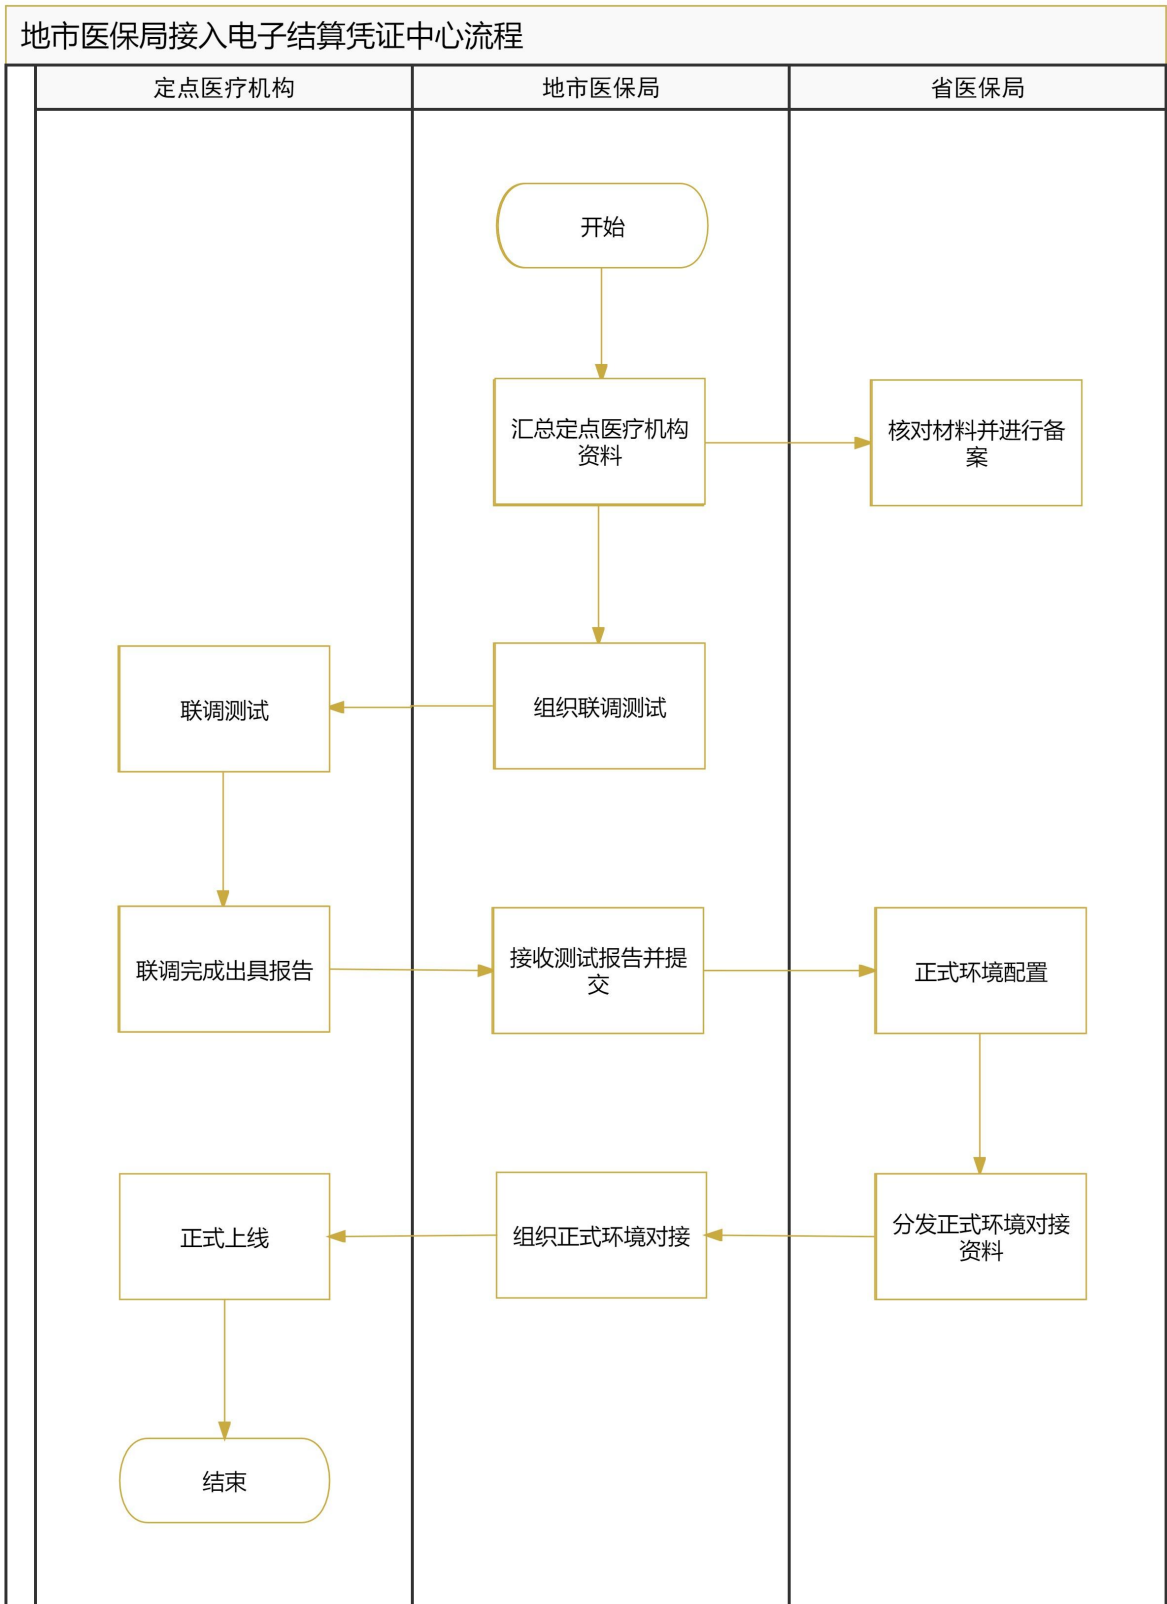 地市医保局接入电子结算凭证中心流程
定点医疗机构
地市医保局
省医保局
开始
汇总定点医疗机构
资料
核对材料并进行备
案
联调测试
组织联调测试
联调完成出具报告
接收测试报告并提
交
正式环境配置
正式上线
组织正式环境对接
分发正式环境对接
资料
结束